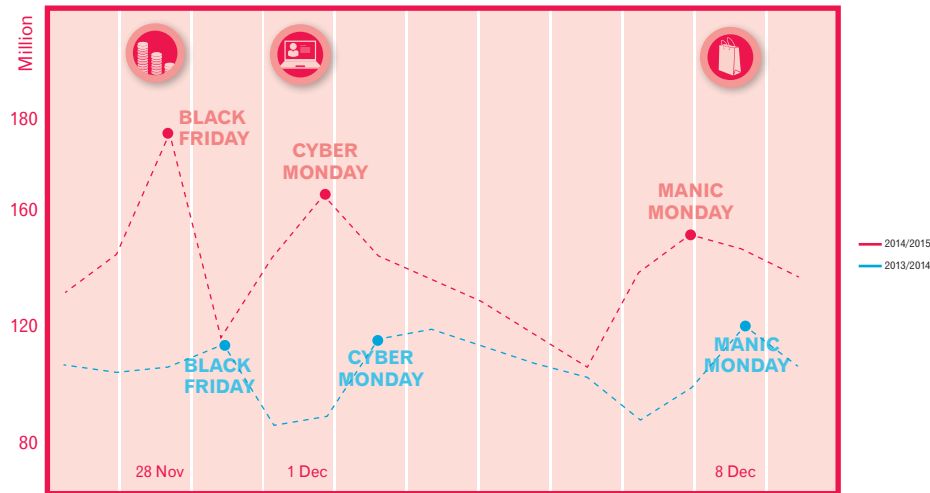 Million
180
160
120
80
BLACK
FRIDAY
CYBER
MONDAY
MANIC
MONDAY
BLACK
FRIDAY
CYBER
MONDAY
MANIC
MONDAY
28 Nov
1 Dec
8 Dec
2014/2015
2013/2014